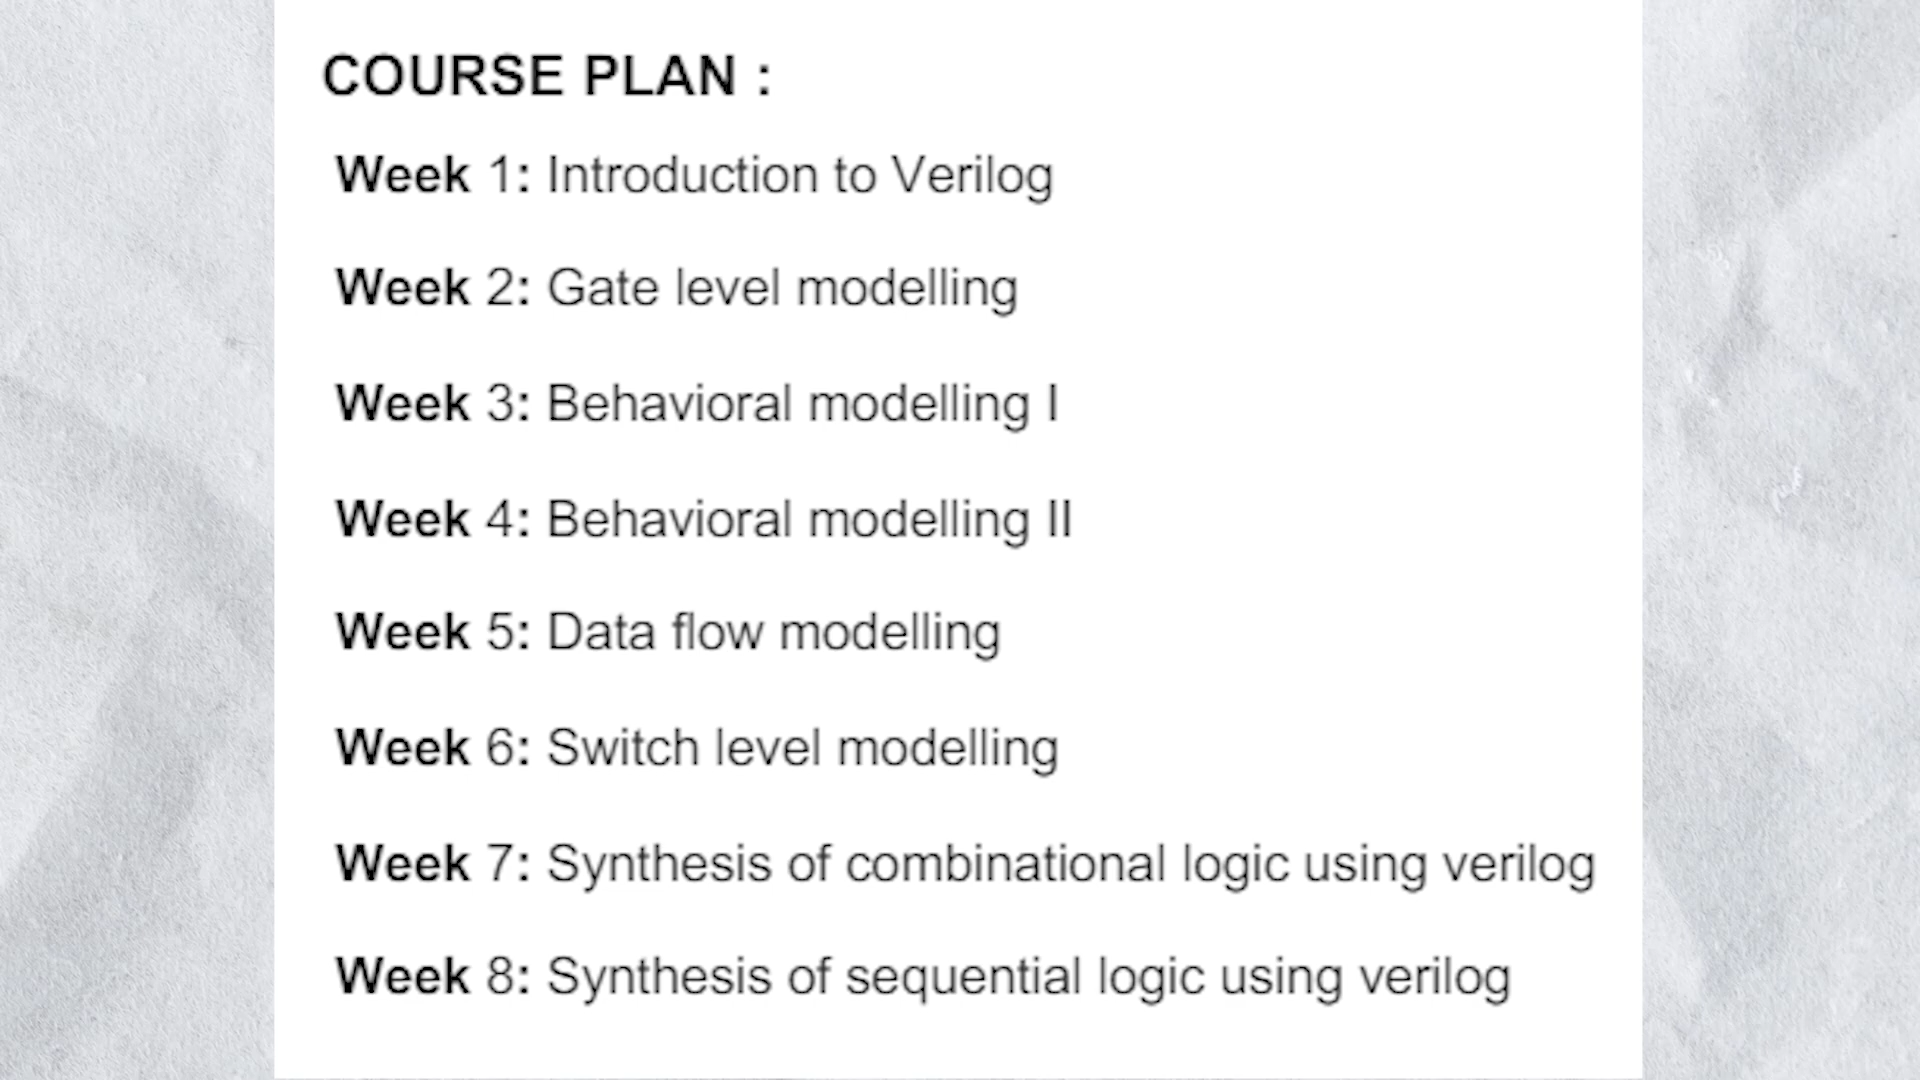 COURSE PLAN :
Week 1: Introduction to Verilog
Week 2: Gate level modelling
Week 3: Behavioral modelling I
Week 4: Behavioral modelling II
Week 5: Data flow modelling
Week 6: Switch level modelling
Week 7: Synthesis of combinational logic using verilog
Week 8: Synthesis of sequential logic using verilog